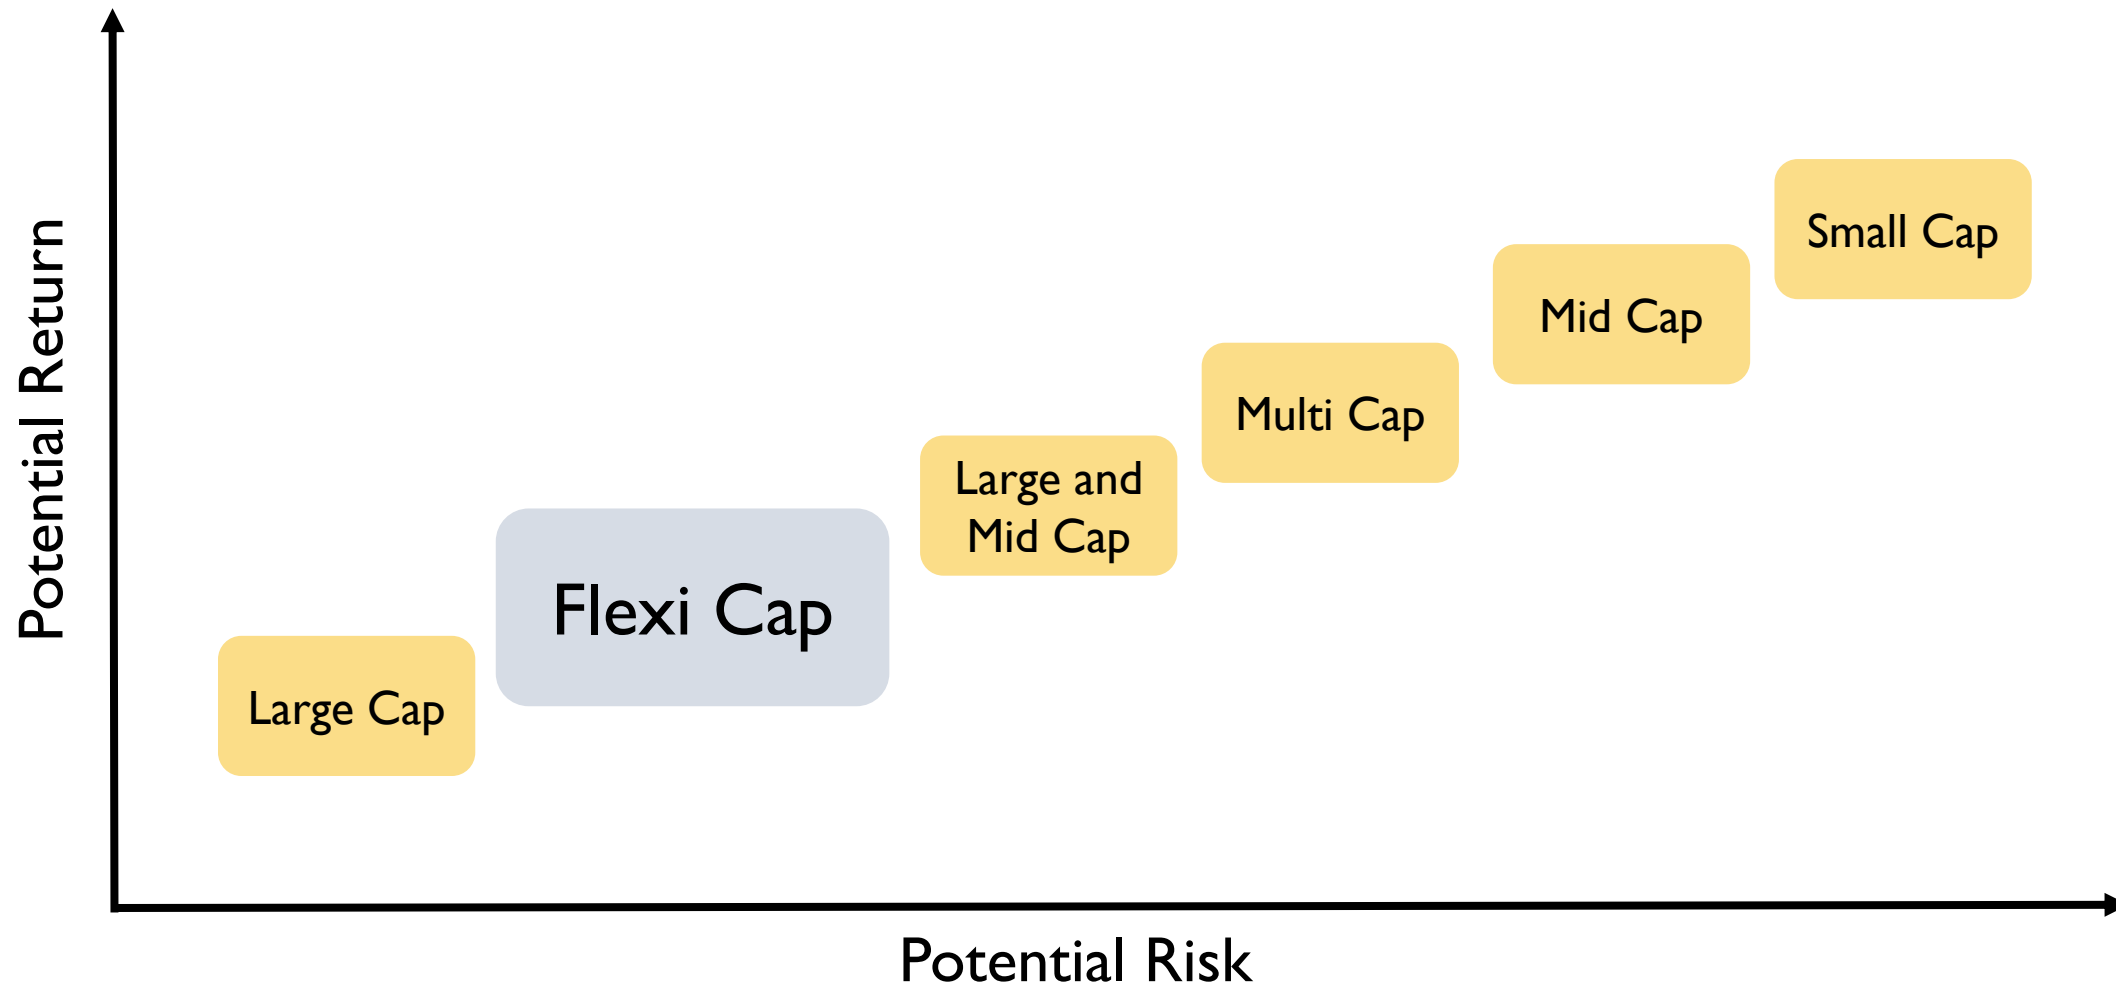 Potential Return
Small Cap
Mid Cap
Multi Cap
Large and
Mid Cap
Flexi Cap
Large Cap
Potential Risk